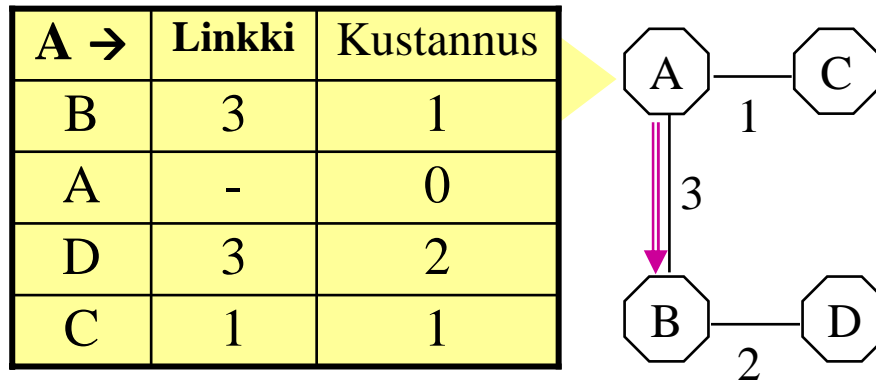 A → Linkki Kustannus
B 3 1
A - 0
D 3 2
C 1 1
A C
1
3
B D
2